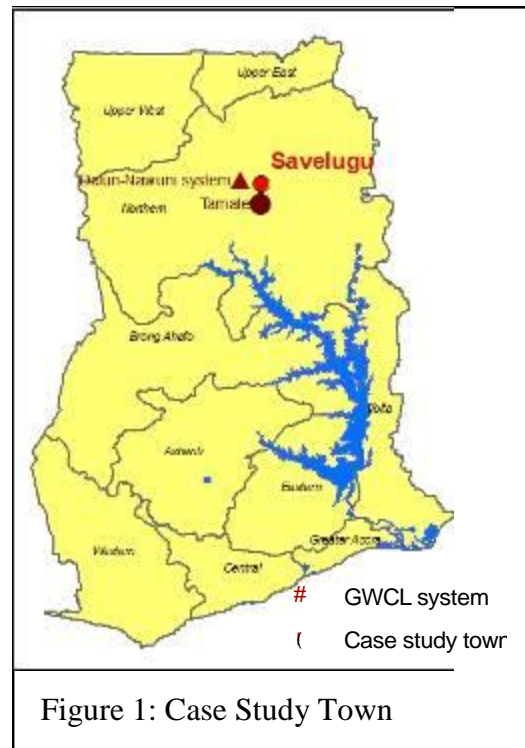 Upper East
Upper West
Savelugu
Dalun-Nawuni system
Northern
Tamale
Brong Ahafo
Volta
Ashanti
Eastern
Greater Accra
Western
Central
# GWCL system
( Case study town
Figure 1: Case Study Town